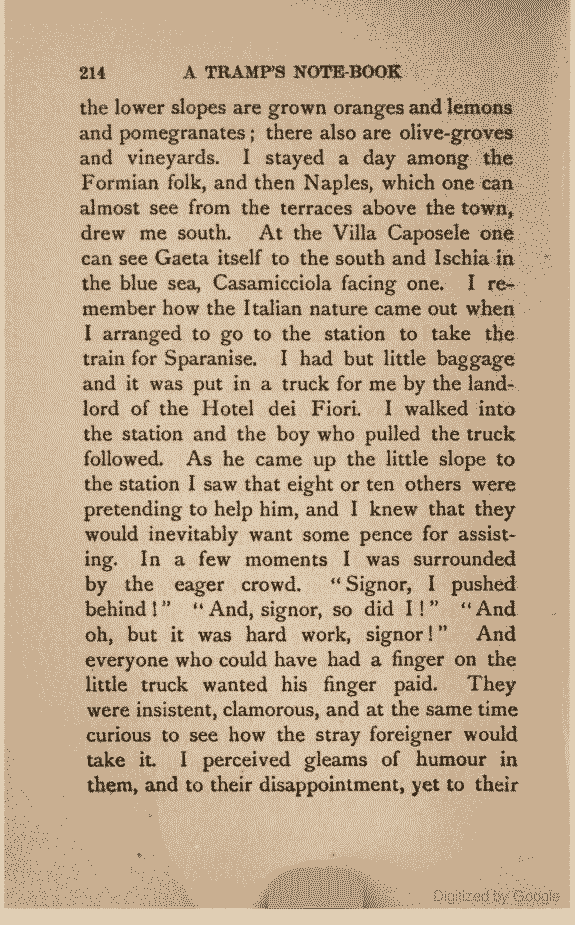 214 A TRAMP'S NOTE-BOOK
the lower slopes are grown oranges and lemons
and pomegranates; there also are olive-groves
and vineyards. I stayed a day among the
Formian folk, and then Naples, which one can
almost see from the terraces above the town,
drew me south. At the Villa Caposele one
can see Gaeta itself to the south and Ischia in
the blue sea, Casamicciola facing one. I re-
member how the Italian nature came out when
I arranged to go to the station to take the
train for Sparanise. I had but little baggage
and it was put in a truck for me by the land-
lord of the Hotel dei Fiori. I walked into
the station and the boy who pulled the truck
followed. As he came up the little slope to
the station I saw that eight or ten others were
pretending to help him, and I knew that they
would inevitably want some pence for assist-
ing. In a few moments I was surrounded
by the eager crowd. "Signor, I pushed
behind!" "And, signor, so did I!" "And
oh, but it was hard work, signor!" And
everyone who could have had a finger on the
little truck wanted his finger paid. They
were insistent, clamorous, and at the same time
curious to see how the stray foreigner would
take it. I perceived gleams of humour in
them, and to their disappointment, yet to their
Digitized by Google